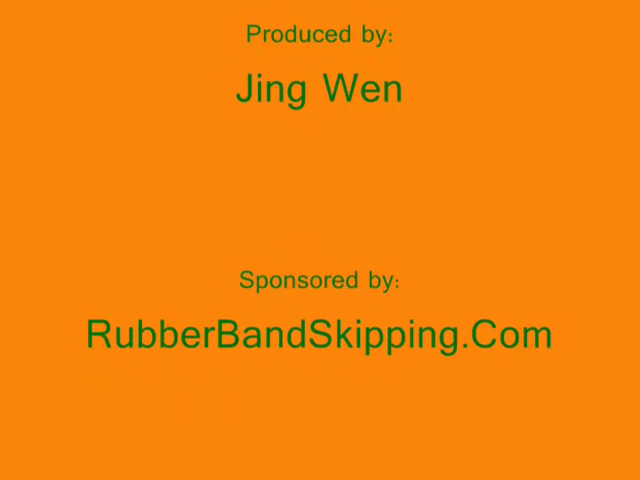 Produced by:
Jing Wen
Sponsored by:
RubberBandSkipping.Com